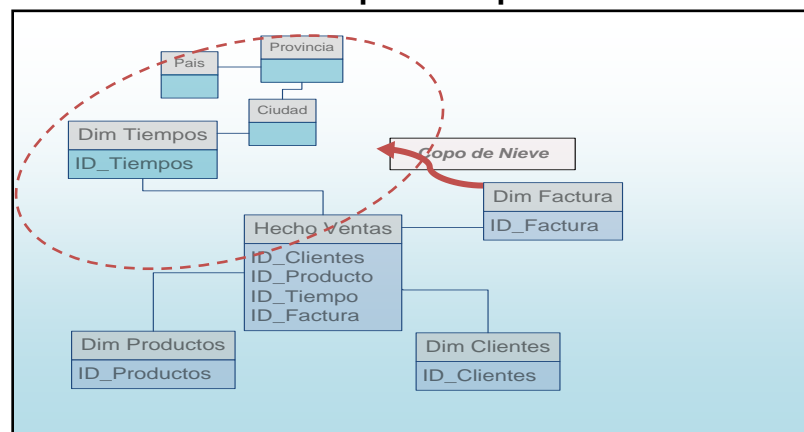 Provincia
Pais
Ciudad
Dim Tiempos
ID_Tiempos
Copo de Nieve
Dim Factura
ID_Factura
Hecho Ventas
ID_Clientes
ID_Producto
ID_Tiempo
ID_Factura
Dim Productos
ID_Productos
Dim Clientes
ID_Clientes